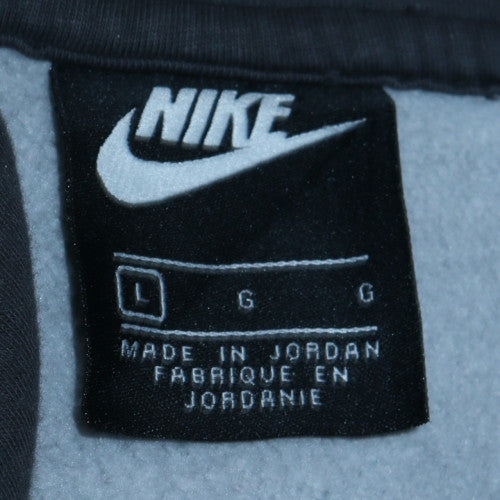 NIKE
L G G
MADE IN JORDAN
FABRIQUE EN
JORDANIE